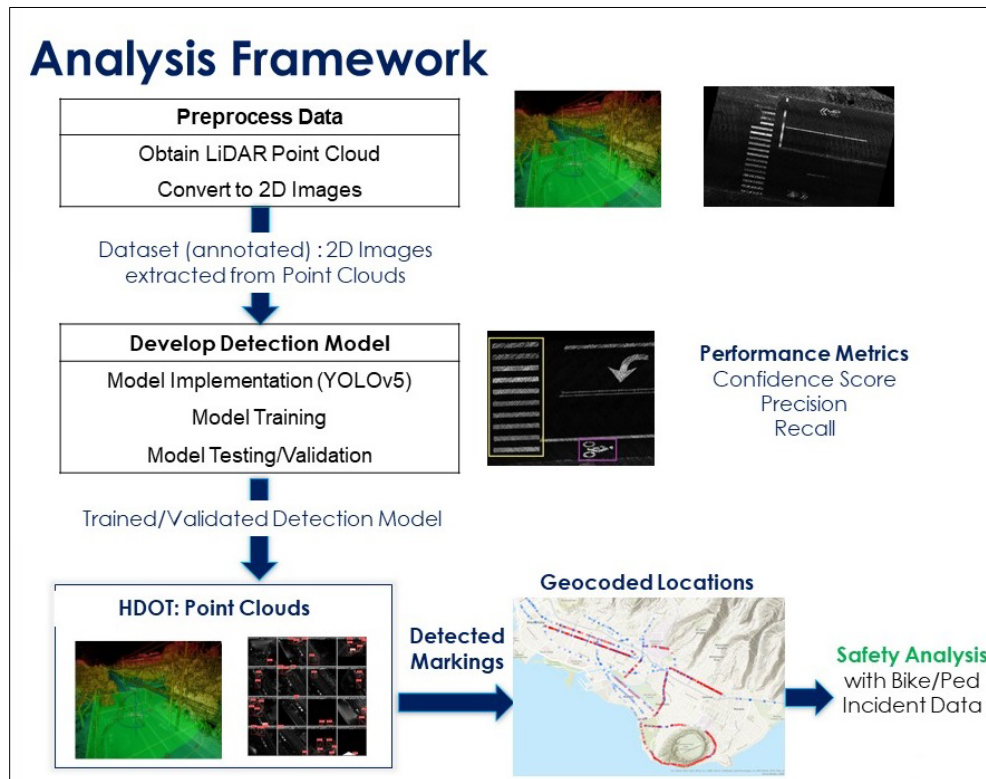 Analysis Framework
Preprocess Data
Obtain LiDAR Point Cloud
Convert to 2D Images
Dataset (annotated) : 2D Images
extracted from Point Clouds
Develop Detection Model
Model Implementation (YOLOv5)
Model Training
Model Testing/Validation
Performance Metrics
Confidence Score
Precision
Recall
Trained/Validated Detection Model
HDOT: Point Clouds
Detected
Markings
Geocoded Locations
Safety Analysis
with Bike/Ped
Incident Data